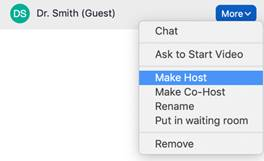 DS Dr. Smith (Guest) More
Chat
Ask to Start Video
Make Host
Make Co-Host
Rename
Put in waiting room
Remove